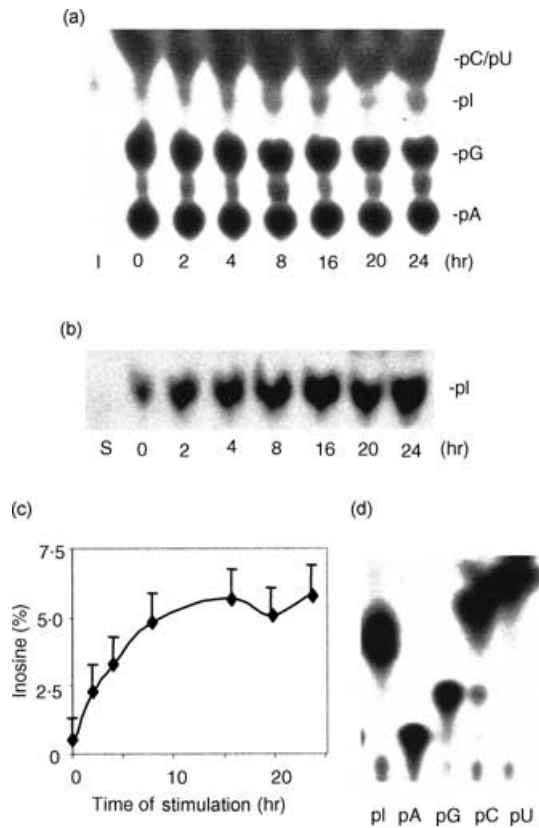 (a)
-pC/pU
-pI
-pG
-pA
I 0 2 4 8 16 20 24 (hr)
(b)
-pI
S 0 2 4 8 16 20 24 (hr)
(c)
7·5
5·0
2·5
0
Inosine (%)
0 10 20
Time of stimulation (hr)
(d)
pI pA pG pC pU